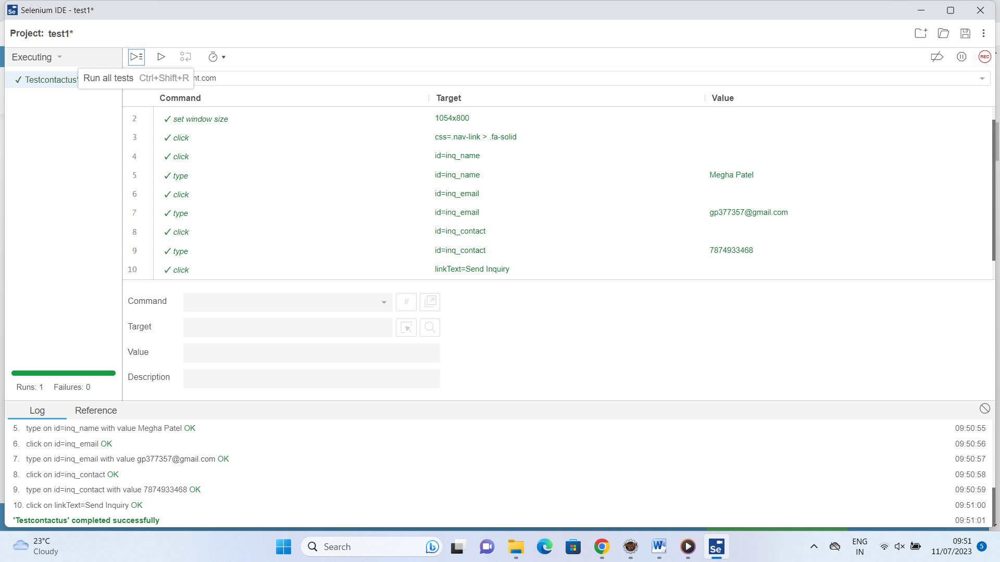 Selenium IDE - test1*
Project: test1*
Executing
REC
✓ Testcontactus*
Run all tests Ctrl+Shift+R
nt.com
Command Target Value
2 ✓ set window size 1054x800
3 ✓ click css=.nav-link > .fa-solid
4 ✓ click id=inq_name
5 ✓ type id=inq_name Megha Patel
6 ✓ click id=inq_email
7 ✓ type id=inq_email gp377357@gmail.com
8 ✓ click id=inq_contact
9 ✓ type id=inq_contact 7874933468
10 ✓ click linkText=Send Inquiry
Command //
Target
Value
Description
Runs: 1 Failures: 0
Log Reference
5. type on id=inq_name with value Megha Patel OK 09:50:55
6. click on id=inq_email OK 09:50:56
7. type on id=inq_email with value gp377357@gmail.com OK 09:50:57
8. click on id=inq_contact OK 09:50:58
9. type on id=inq_contact with value 7874933468 OK 09:50:59
10. click on linkText=Send Inquiry OK 09:51:00
'Testcontactus' completed successfully 09:51:01
23°C
Cloudy
Search
Se
ENG
IN
09:51
11/07/2023
5